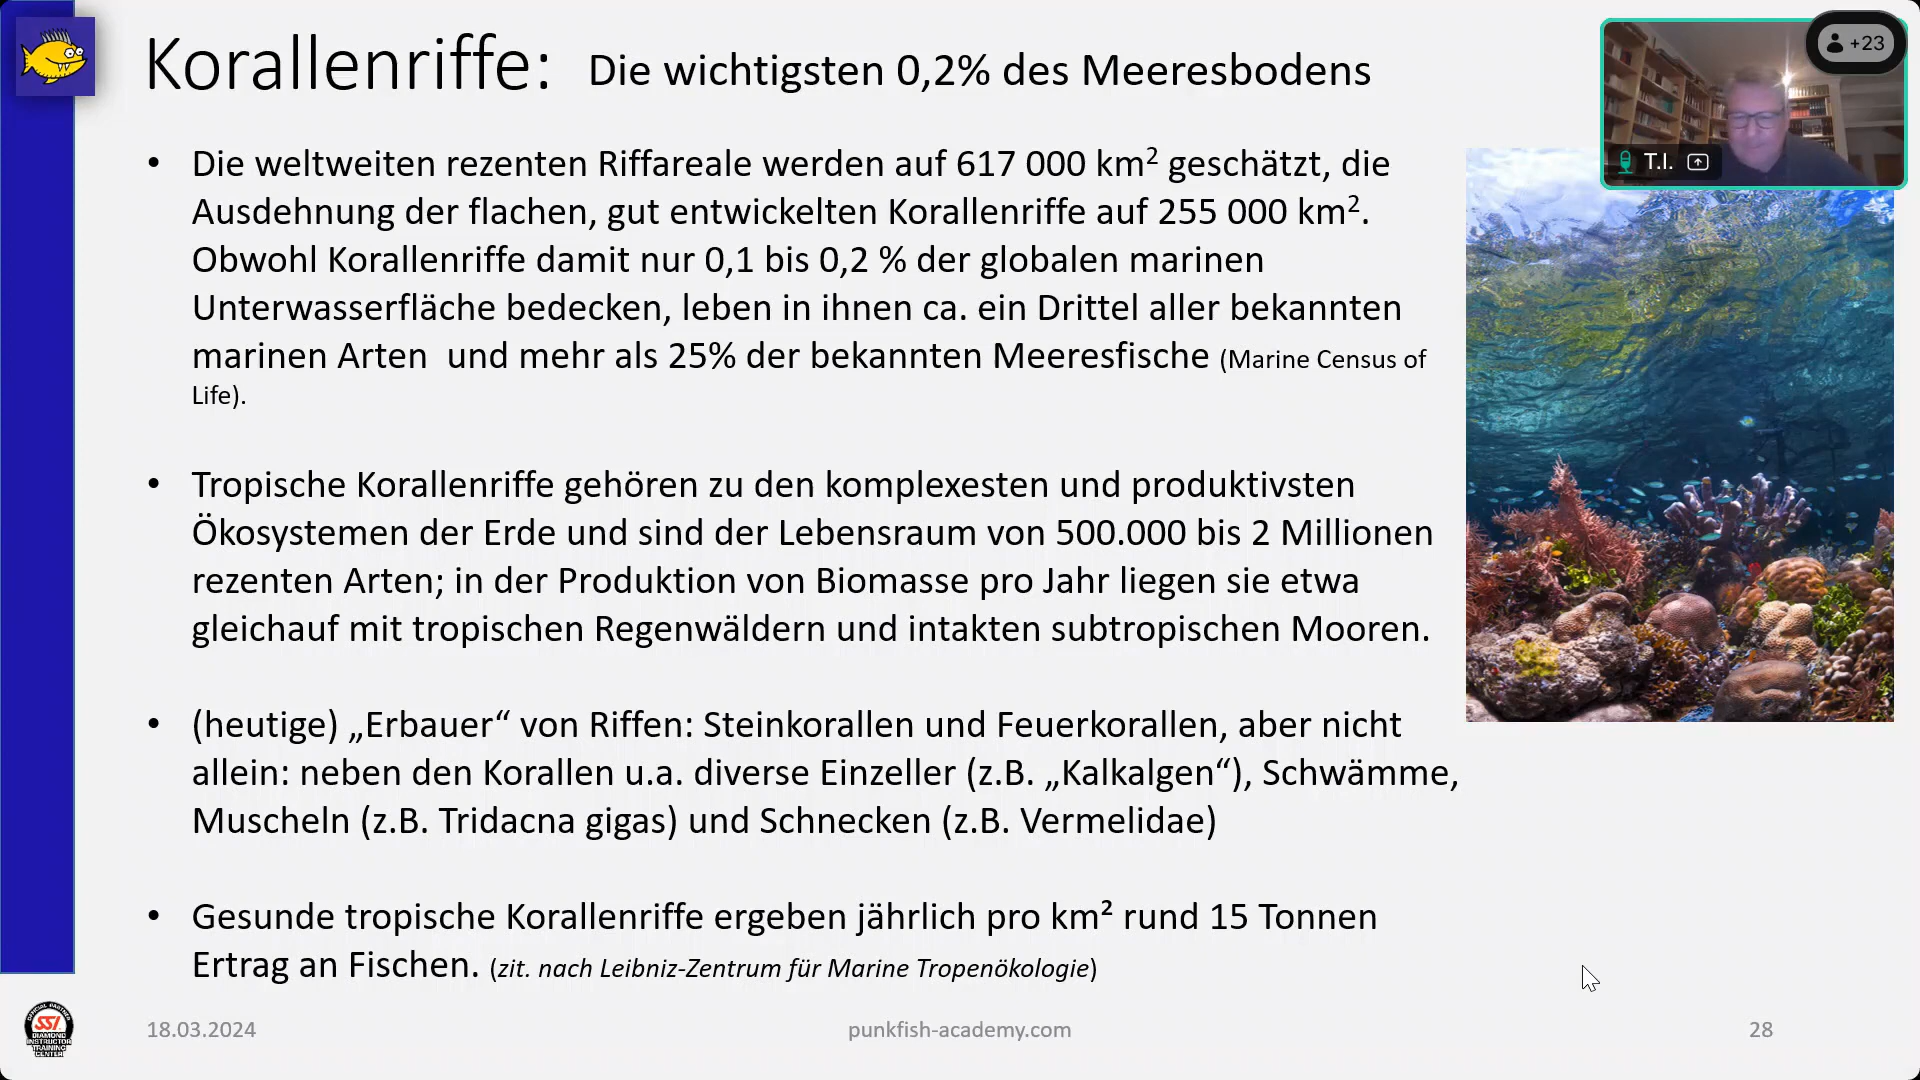 Korallenriffe: Die wichtigsten 0,2% des Meeresbodens
+23
T.I.
• Die weltweiten rezenten Riffareale werden auf 617 000 km² geschätzt, die
Ausdehnung der flachen, gut entwickelten Korallenriffe auf 255 000 km².
Obwohl Korallenriffe damit nur 0,1 bis 0,2 % der globalen marinen
Unterwasserfläche bedecken, leben in ihnen ca. ein Drittel aller bekannten
marinen Arten und mehr als 25% der bekannten Meeresfische (Marine Census of
Life).
• Tropische Korallenriffe gehören zu den komplexesten und produktivsten
Ökosystemen der Erde und sind der Lebensraum von 500.000 bis 2 Millionen
rezenten Arten; in der Produktion von Biomasse pro Jahr liegen sie etwa
gleichauf mit tropischen Regenwäldern und intakten subtropischen Mooren.
• (heutige) „Erbauer“ von Riffen: Steinkorallen und Feuerkorallen, aber nicht
allein: neben den Korallen u.a. diverse Einzeller (z.B. „Kalkalgen“), Schwämme,
Muscheln (z.B. Tridacna gigas) und Schnecken (z.B. Vermelidae)
• Gesunde tropische Korallenriffe ergeben jährlich pro km² rund 15 Tonnen
Ertrag an Fischen. (zit. nach Leibniz-Zentrum für Marine Tropenökologie)
SSI
DIAMOND
INSTRUCTOR
TRAINING
CENTER
18.03.2024
punkfish-academy.com
28